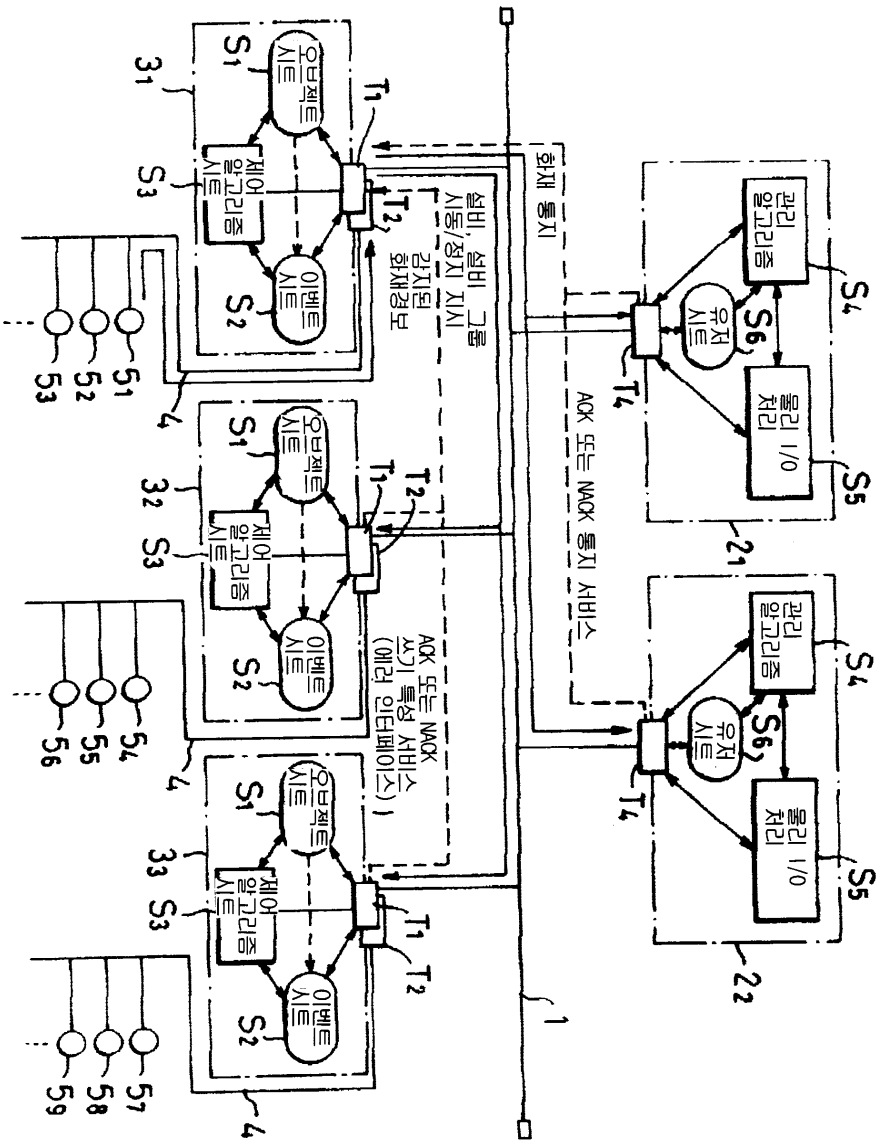 관리
알고리즘
S4
유저
시트
S6
물리 I/O
처리
S5
T4
2₁
관리
알고리즘
S4
유저
시트
S6
물리 I/O
처리
S5
T4
2₂
화재 통지
ACK 또는 NACK 통지 서비스
1
설비, 설비 그룹
시동/정지 지시
감지된
화재경보
ACK 또는 NACK
쓰기 특성 서비스
(에러 인터페이스)
T1
T2
오브젝트
시트
S1
이벤트
시트
S2
제어
알고리즘
시트
S3
3₁
4
5₁
5₂
5₃
T1
T2
오브젝트
시트
S1
이벤트
시트
S2
제어
알고리즘
시트
S3
3₂
4
5₄
5₅
5₆
T1
T2
오브젝트
시트
S1
이벤트
시트
S2
제어
알고리즘
시트
S3
3₃
4
5₇
5₈
5₉